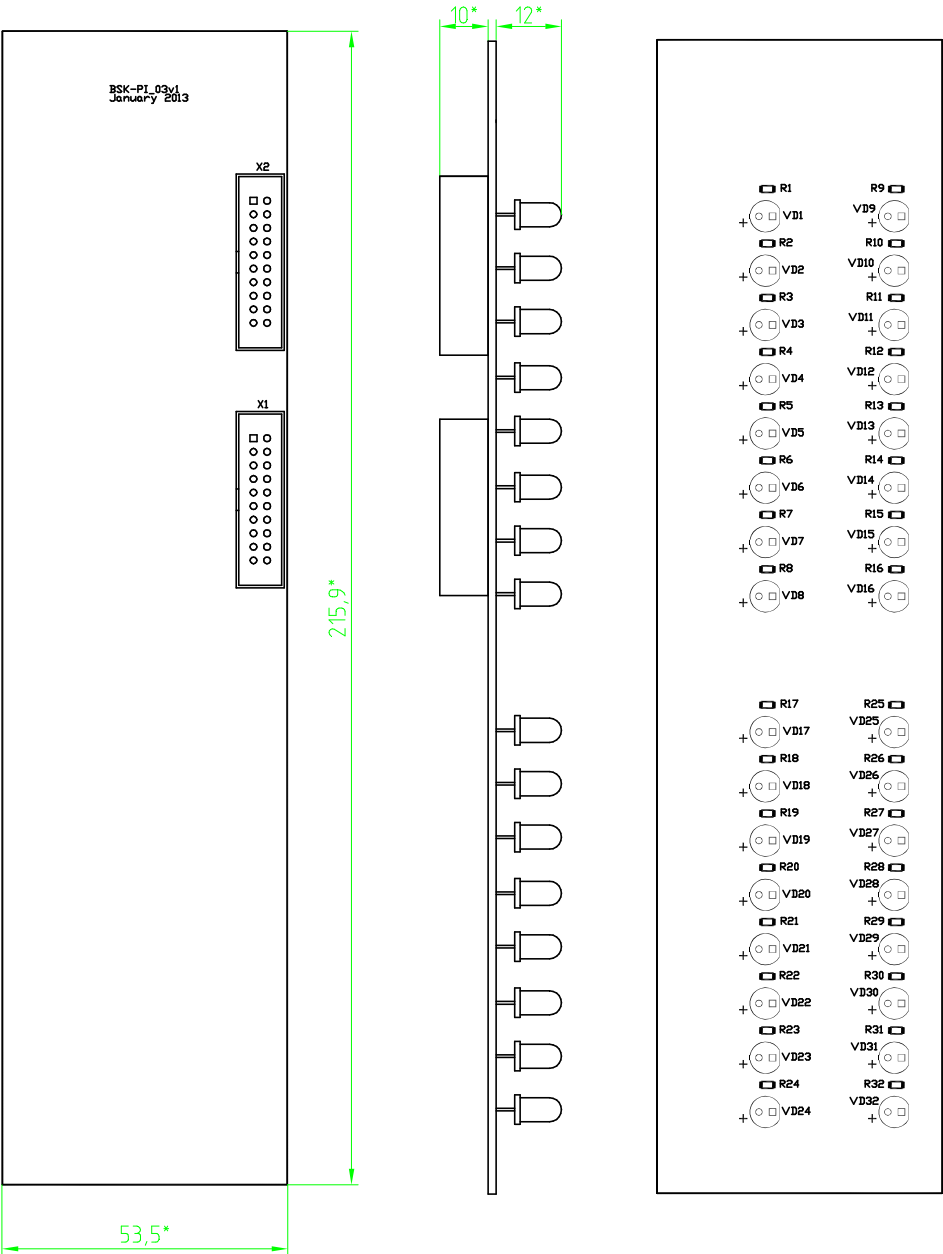 10* 12*
BSK-PI_03v1
January 2013
X2
X1
215,9*
53,5*
R1 R9
VD1 VD9
R2 R10
VD2 VD10
R3 R11
VD3 VD11
R4 R12
VD4 VD12
R5 R13
VD5 VD13
R6 R14
VD6 VD14
R7 R15
VD7 VD15
R8 R16
VD8 VD16
R17 R25
VD17 VD25
R18 R26
VD18 VD26
R19 R27
VD19 VD27
R20 R28
VD20 VD28
R21 R29
VD21 VD29
R22 R30
VD22 VD30
R23 R31
VD23 VD31
R24 R32
VD24 VD32